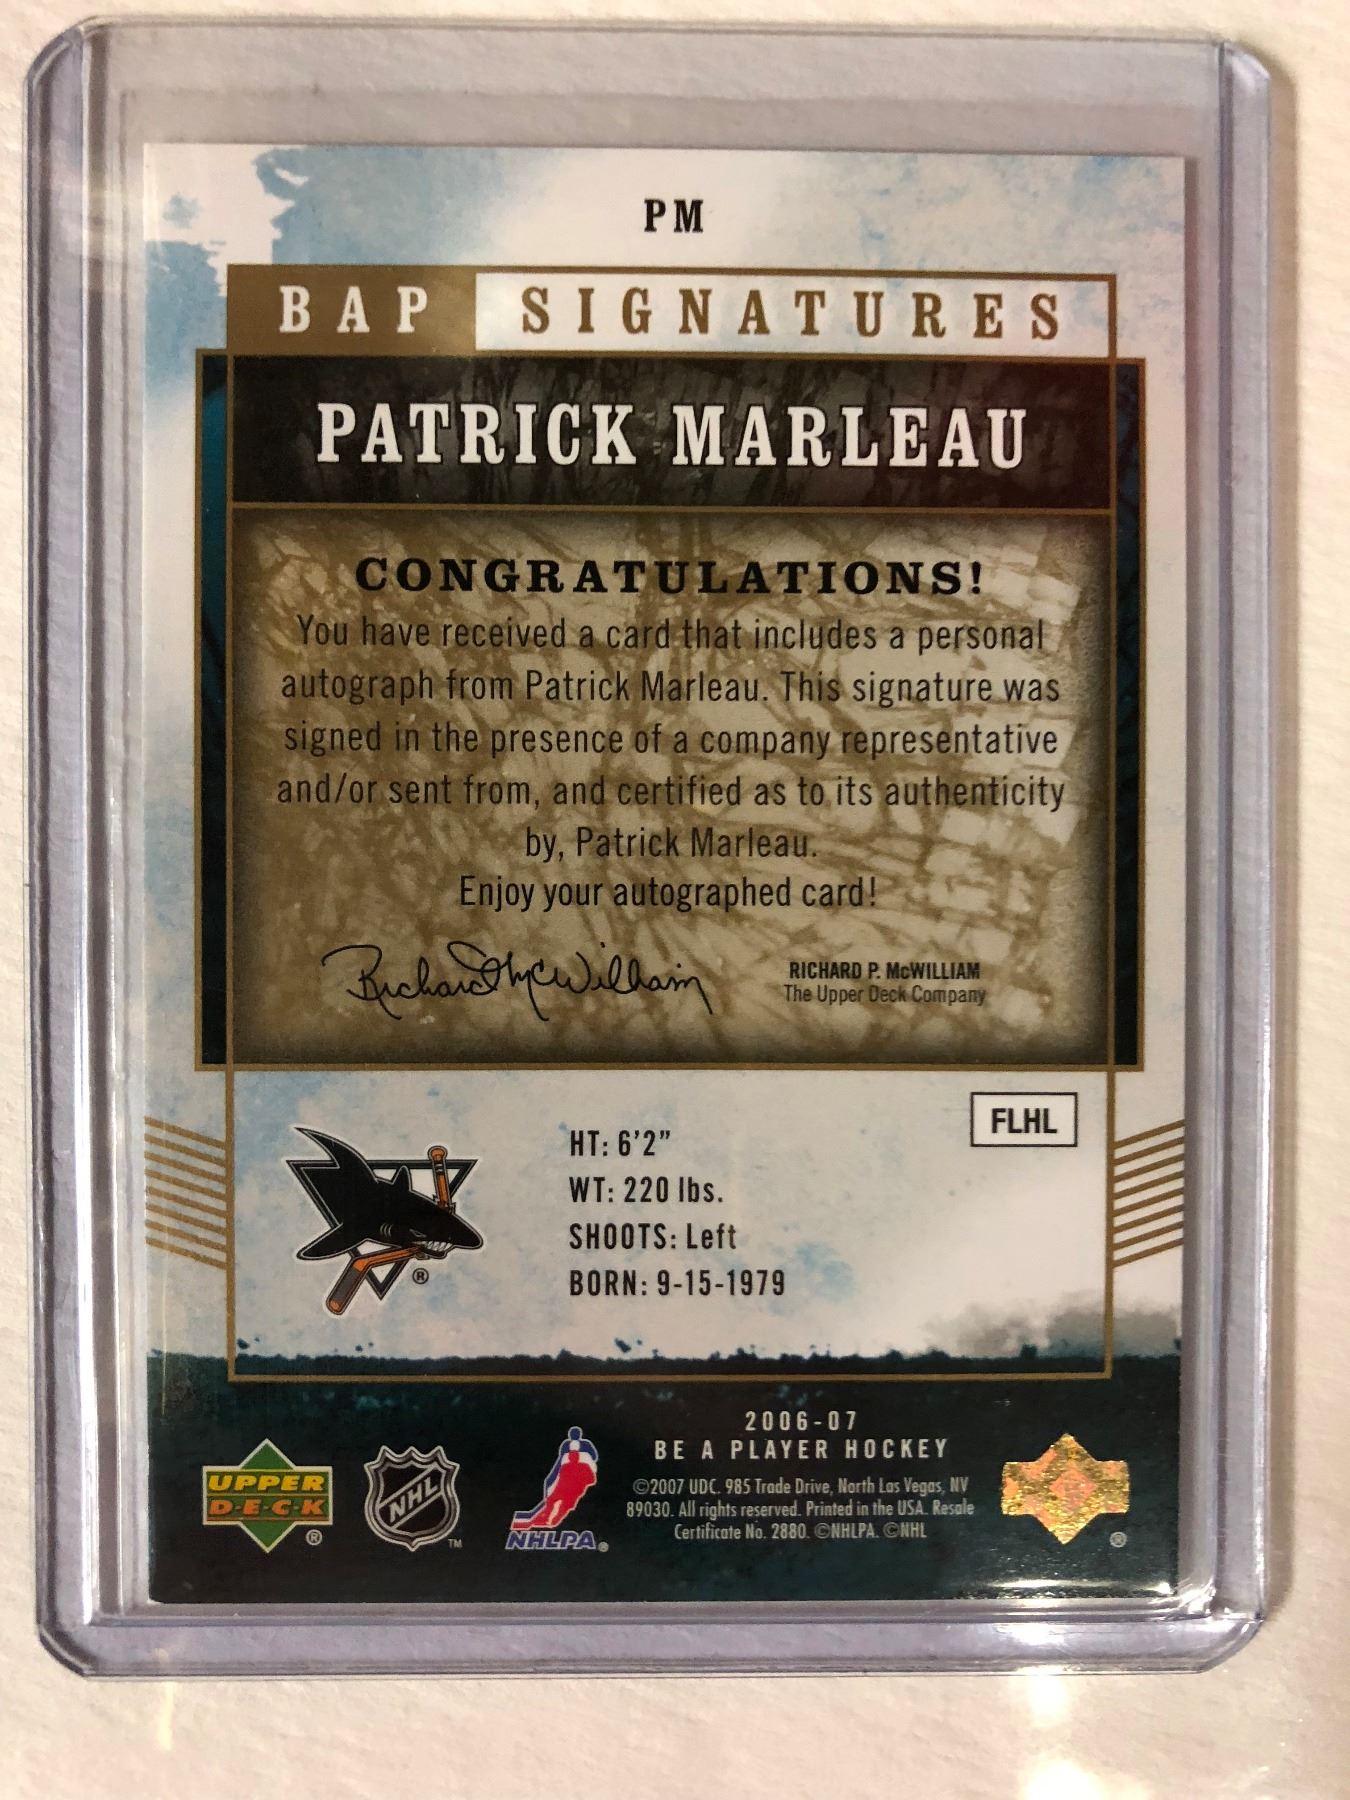 PM
BAP SIGNATURES
PATRICK MARLEAU
CONGRATULATIONS!
You have received a card that includes a personal
autograph from Patrick Marleau. This signature was
signed in the presence of a company representative
and/or sent from, and certified as to its authenticity
by, Patrick Marleau.
Enjoy your autographed card!
Richard McWilliam
RICHARD P. McWILLIAM
The Upper Deck Company
FLHL
HT: 6'2"
WT: 220 lbs.
SHOOTS: Left
BORN: 9-15-1979
®
2006-07
BE A PLAYER HOCKEY
©2007 UDC. 985 Trade Drive, North Las Vegas, NV
89030. All rights reserved. Printed in the USA. Resale
Certificate No. 2880. ©NHLPA. ©NHL
UPPER
D·E·C·K ®
NHL ™
NHLPA ®
®